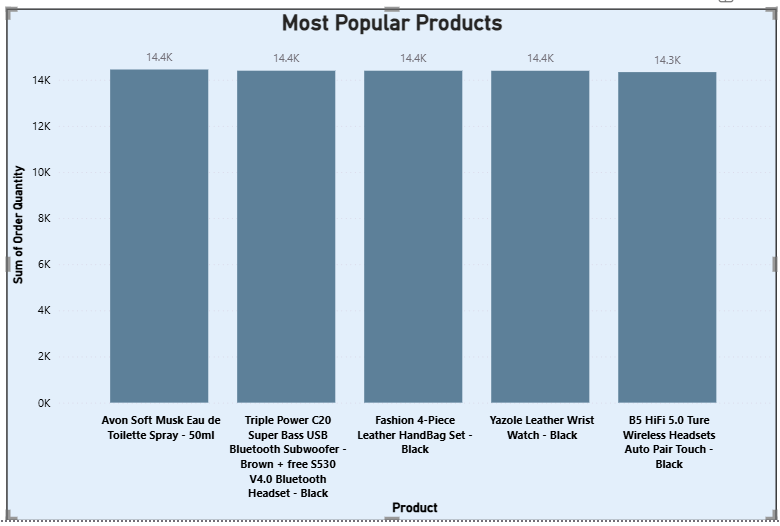 Most Popular Products
14.4K
14.4K
14.4K
14.4K
14.3K
14K
12K
10K
8K
6K
4K
2K
0K
Sum of Order Quantity
Avon Soft Musk Eau de
Toilette Spray - 50ml
Triple Power C20
Super Bass USB
Bluetooth Subwoofer -
Brown + free S530
V4.0 Bluetooth
Headset - Black
Fashion 4-Piece
Leather HandBag Set -
Black
Yazole Leather Wrist
Watch - Black
B5 HiFi 5.0 Ture
Wireless Headsets
Auto Pair Touch -
Black
Product